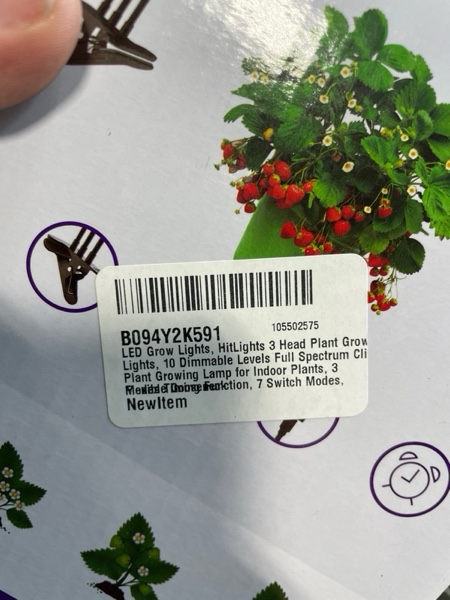 B094Y2K591
105502575
LED Grow Lights, HitLights 3 Head Plant Grow
Lights, 10 Dimmable Levels Full Spectrum Cli
Plant Growing Lamp for Indoor Plants, 3
Function, 7 Switch Modes,
NewItem